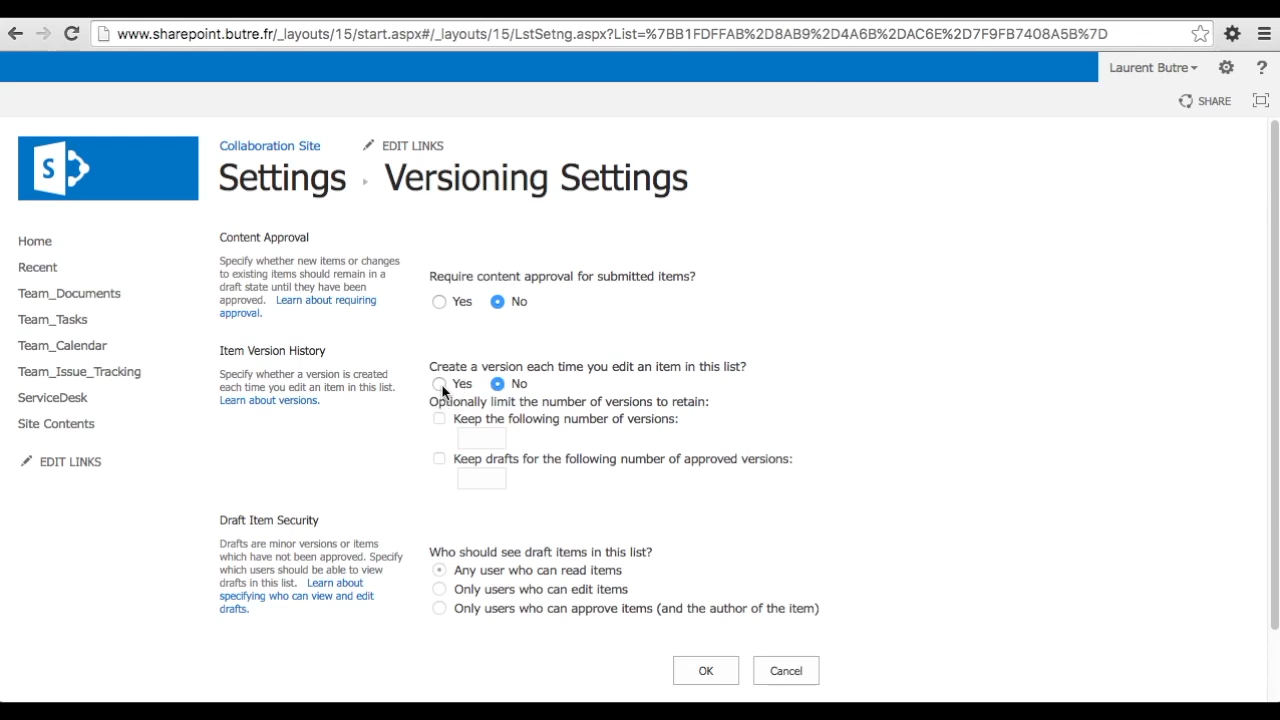 www.sharepoint.butre.fr/_layouts/15/start.aspx#/_layouts/15/LstSetng.aspx?List=%7BB1FDFFAB%2D8AB9%2D4A6B%2DAC6E%2D7F9FB7408A5B%7D
Laurent Butre
?
SHARE
S
Collaboration Site
EDIT LINKS
Settings
Versioning Settings
Home
Recent
Team_Documents
Team_Tasks
Team_Calendar
Team_Issue_Tracking
ServiceDesk
Site Contents
EDIT LINKS
Content Approval
Specify whether new items or changes
to existing items should remain in a
draft state until they have been
approved. Learn about requiring
approval.
Require content approval for submitted items?
Yes No
Item Version History
Specify whether a version is created
each time you edit an item in this list.
Learn about versions.
Create a version each time you edit an item in this list?
Yes No
Optionally limit the number of versions to retain:
Keep the following number of versions:
Keep drafts for the following number of approved versions:
Draft Item Security
Drafts are minor versions or items
which have not been approved. Specify
which users should be able to view
drafts in this list. Learn about
specifying who can view and edit
drafts.
Who should see draft items in this list?
Any user who can read items
Only users who can edit items
Only users who can approve items (and the author of the item)
OK Cancel